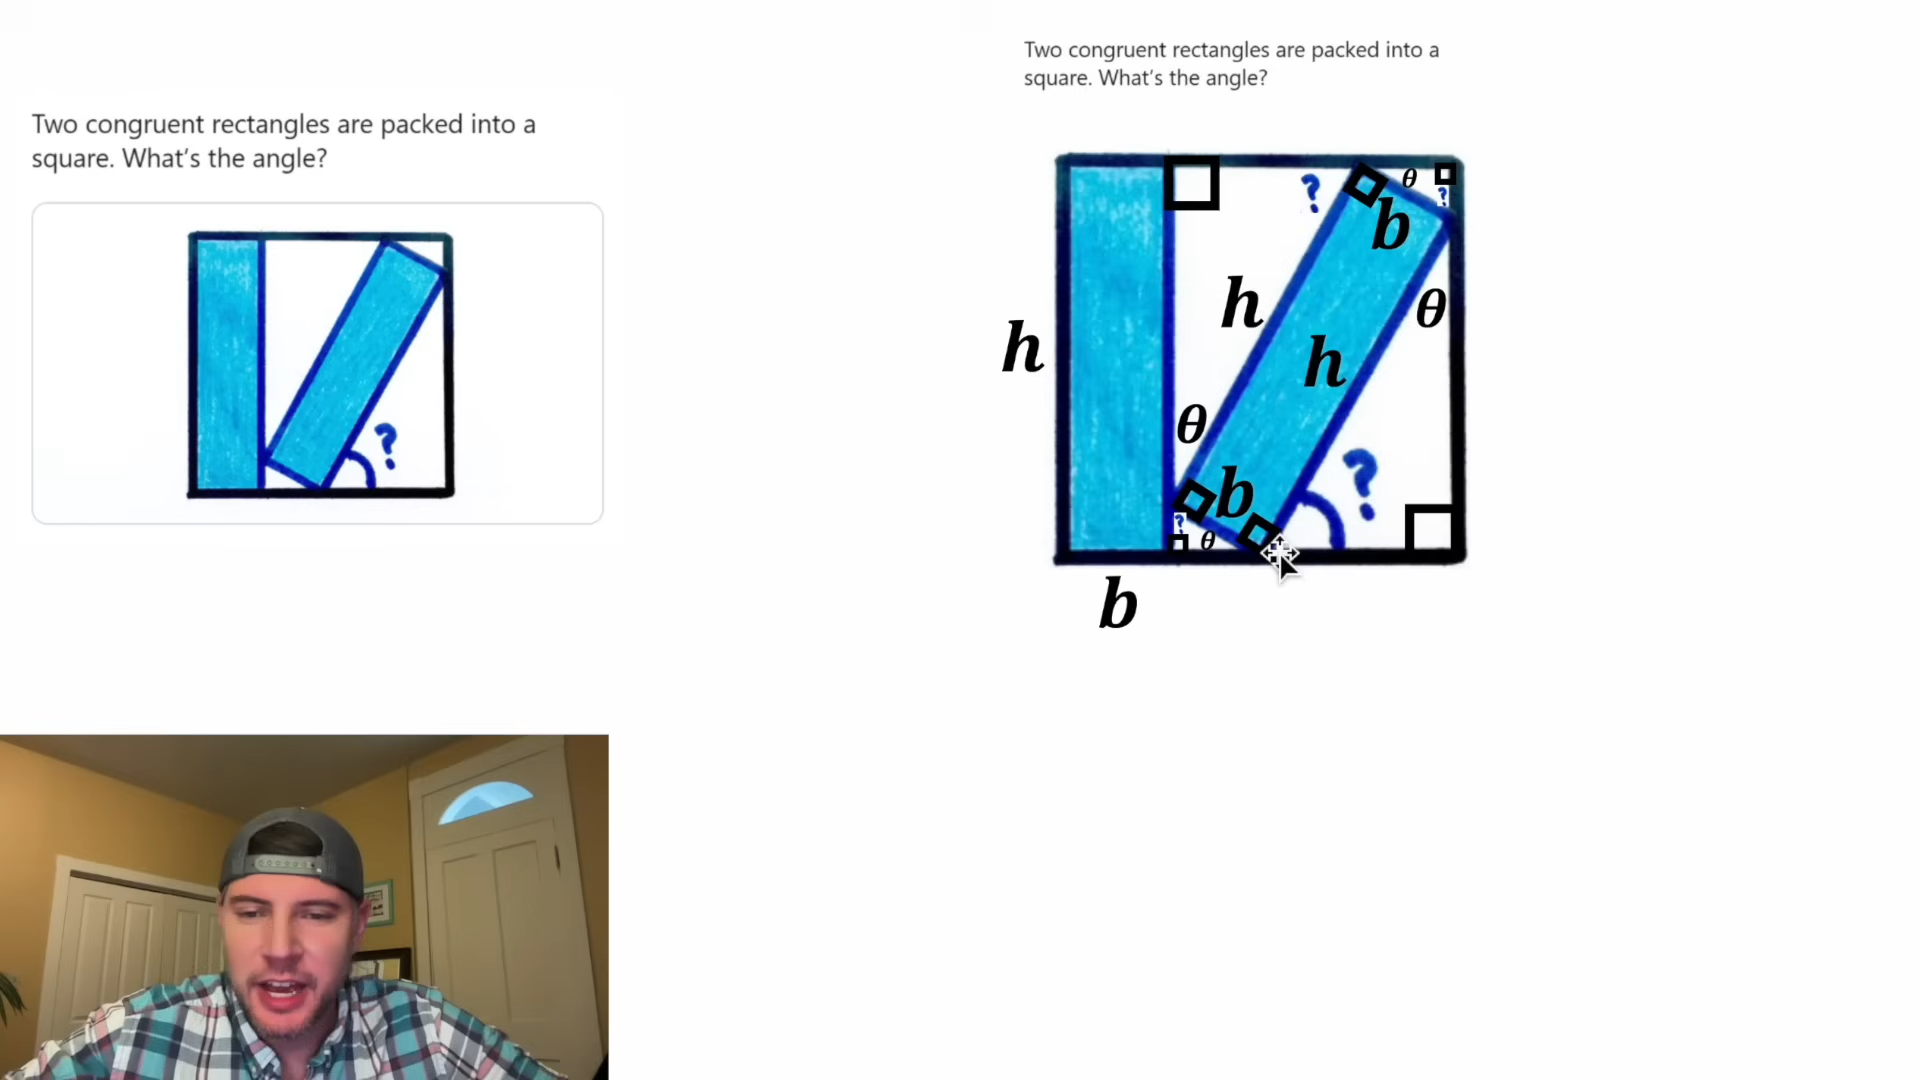 Two congruent rectangles are packed into a
square. What's the angle?
?
Two congruent rectangles are packed into a
square. What's the angle?
? θ ?
b
h θ
h h
θ
b ?
? θ
b